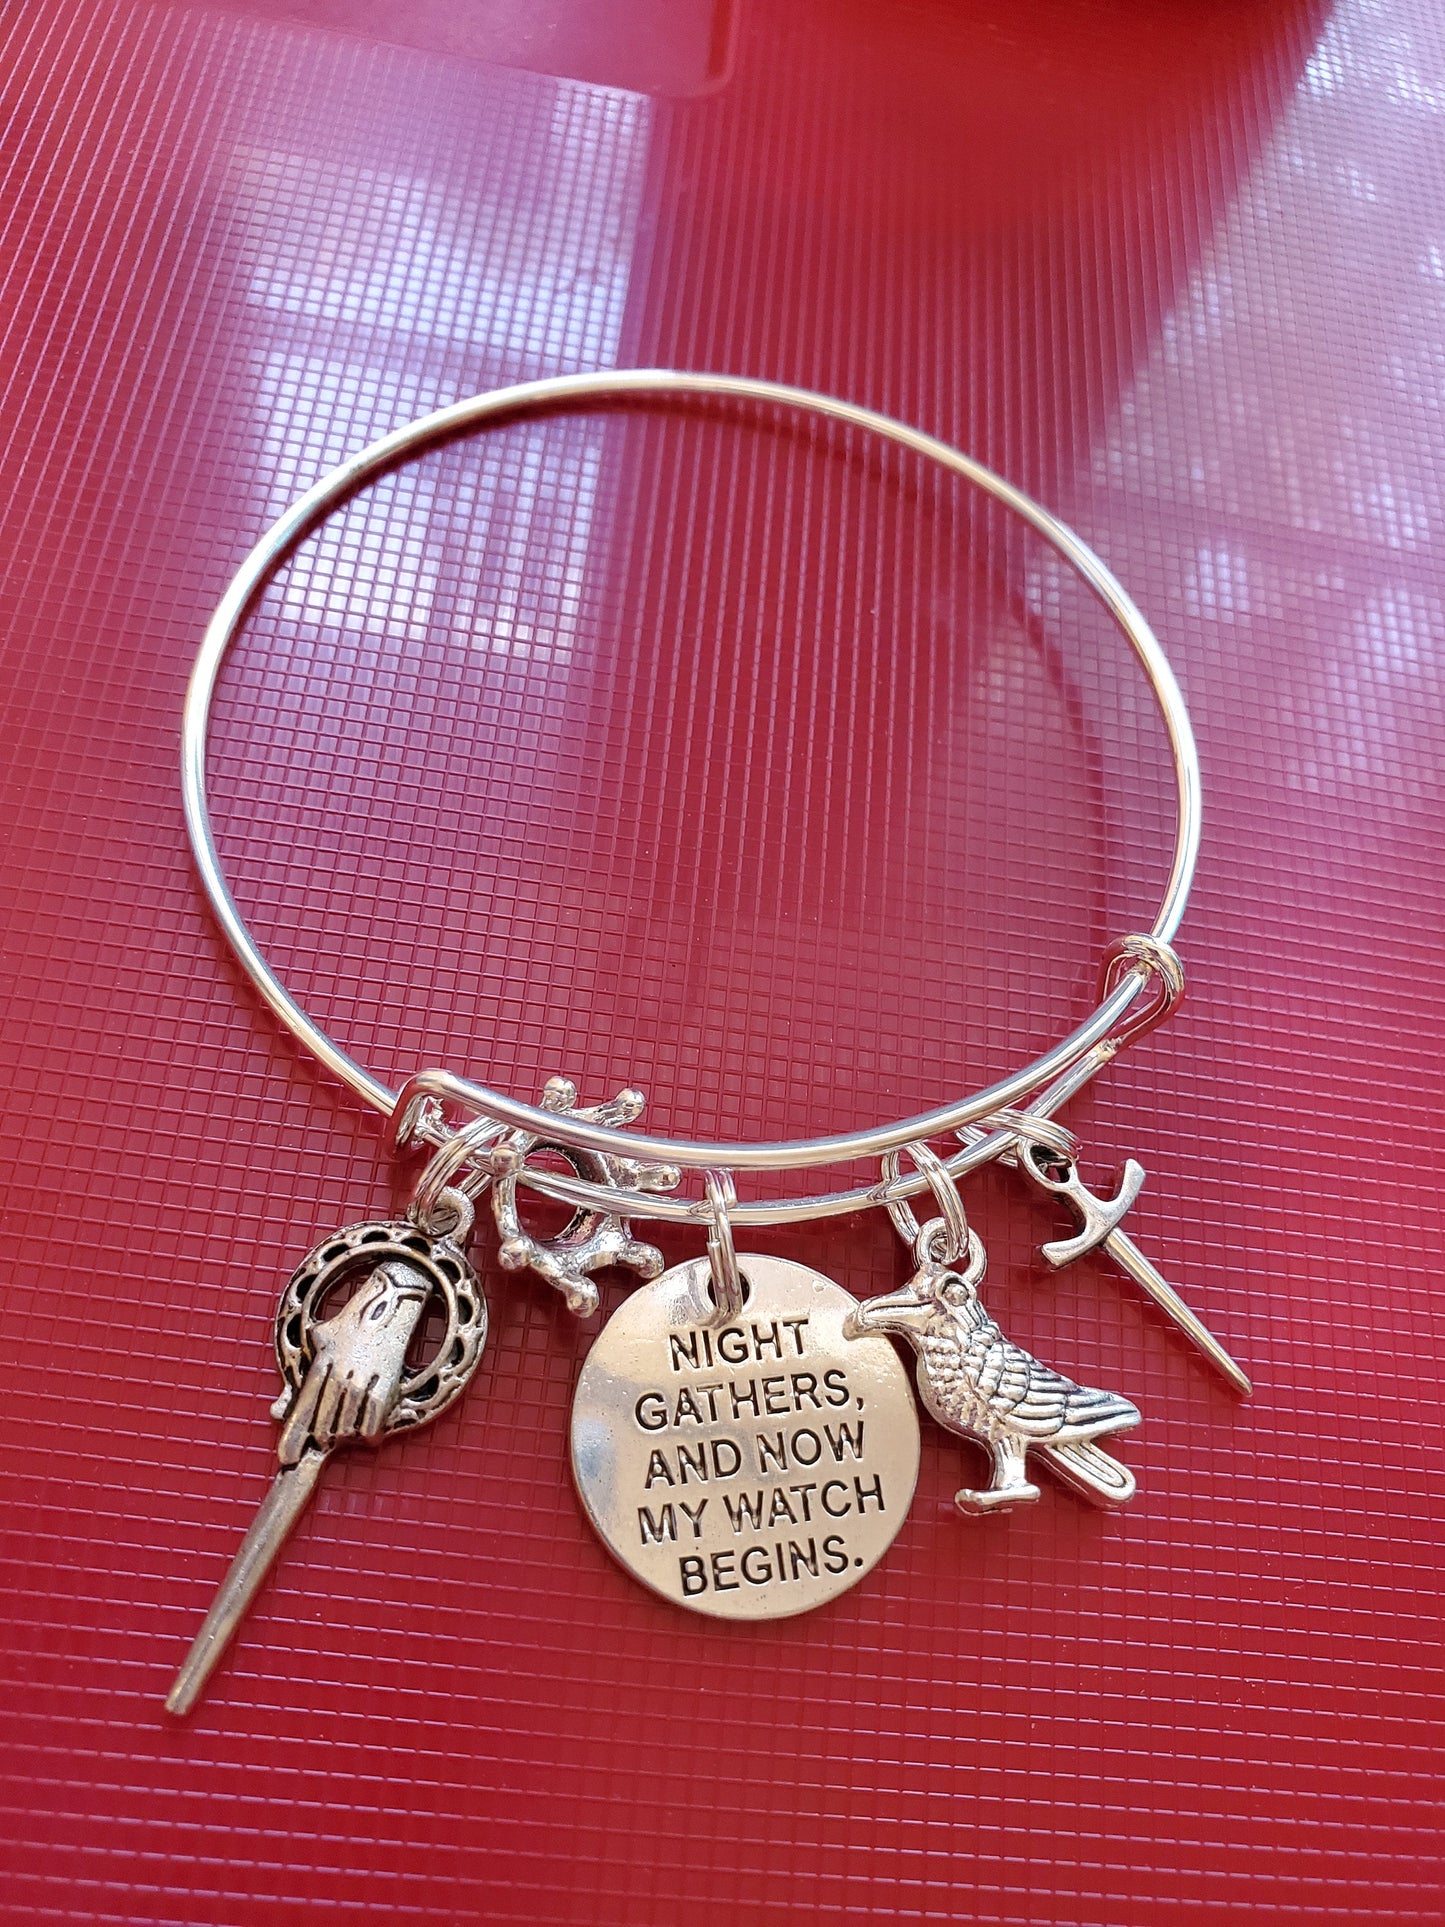 NIGHT
GATHERS,
AND NOW
MY WATCH
BEGINS.